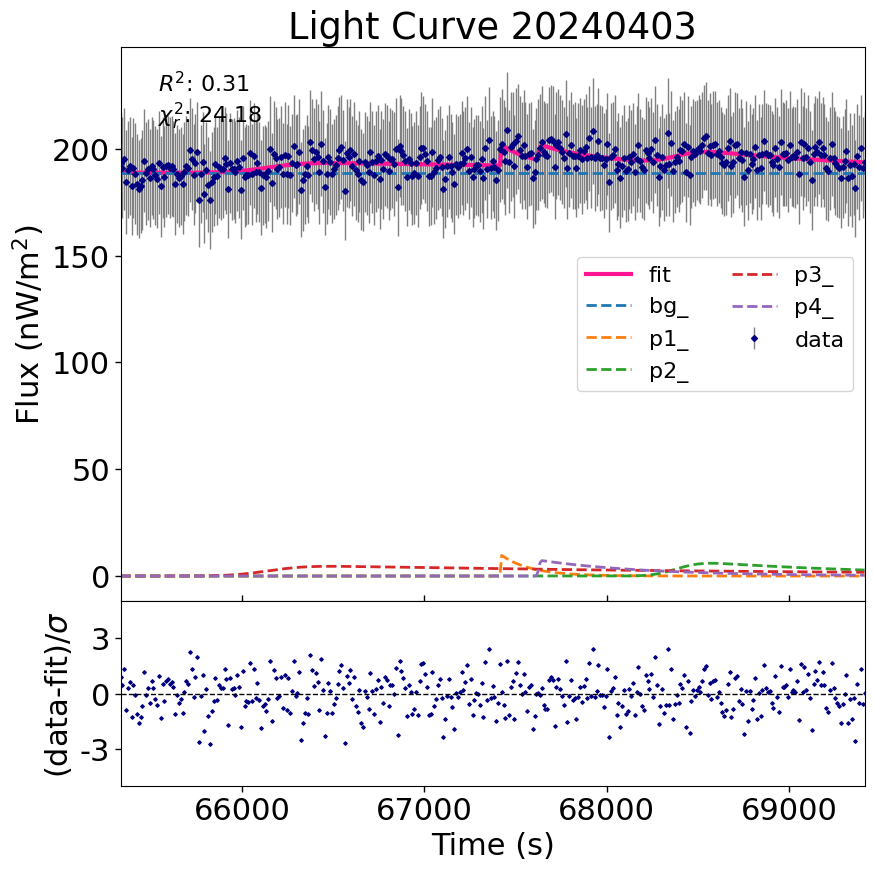 Light Curve 20240403
R²: 0.31
χ²ᵣ: 24.18
Flux (nW/m²)
200
150
100
50
0
fit
bg_
p1_
p2_
p3_
p4_
data
(data-fit)/σ
3
0
-3
66000 67000 68000 69000
Time (s)